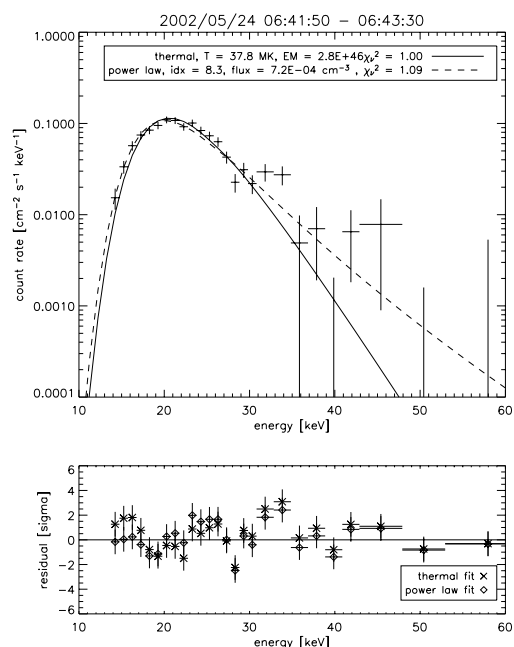 2002/05/24 06:41:50 – 06:43:30
thermal, T = 37.8 MK, EM = 2.8E+46χν² = 1.00
power law, idx = 8.3, flux = 7.2E−04 cm⁻³ , χν² = 1.09
1.0000
0.1000
0.0100
0.0010
0.0001
count rate [cm⁻² s⁻¹ keV⁻¹]
10 20 30 40 50 60
energy [keV]
6
4
2
0
−2
−4
−6
residual [sigma]
thermal fit ×
power law fit ◇
10 20 30 40 50 60
energy [keV]